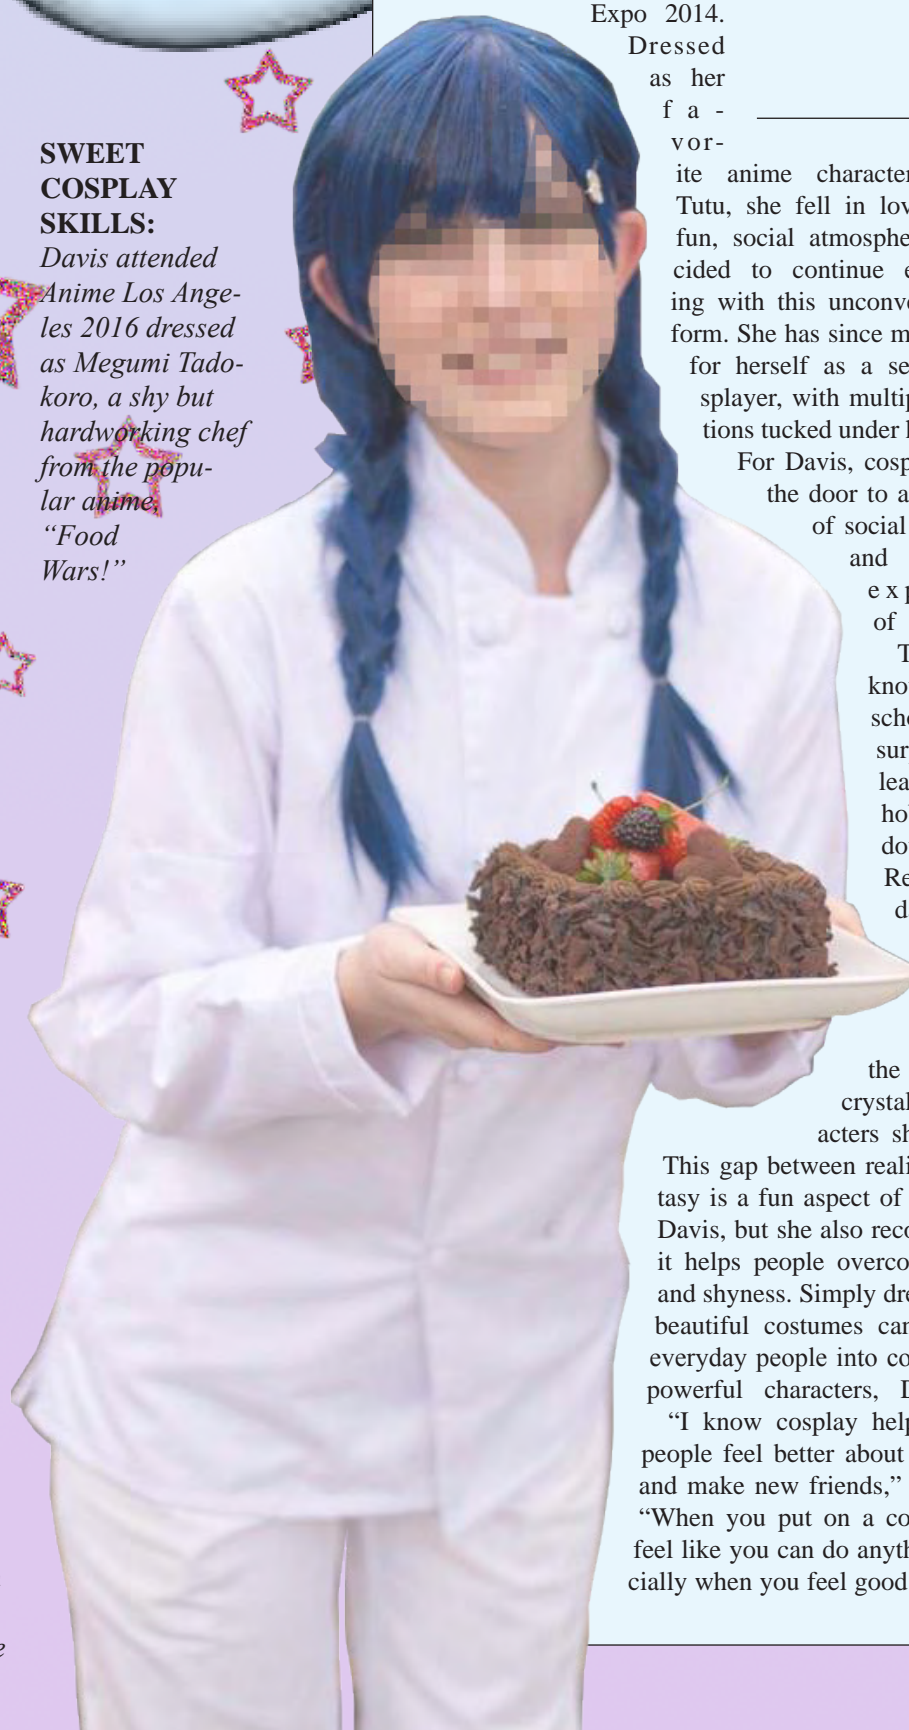 SWEET
COSPLAY
SKILLS:
Davis attended
Anime Los Ange-
les 2016 dressed
as Megumi Tado-
koro, a shy but
hardworking chef
from the popu-
lar anime,
“Food
Wars!”
e
Expo 2014.
Dressed
as her
f a -
vor-
ite anime character
Tutu, she fell in lov
fun, social atmosphe
cided to continue e
ing with this unconv
form. She has since m
for herself as a se
splayer, with multip
tions tucked under
For Davis, cosp
the door to a
of social
and
exp
of
T
know
scho
sur
lea
ho
do
Re
d
the
crystal
acters sh
This gap between reali
tasy is a fun aspect of
Davis, but she also reco
it helps people overco
and shyness. Simply dre
beautiful costumes can
everyday people into co
powerful characters, D
“I know cosplay help
people feel better about
and make new friends,”
“When you put on a co
feel like you can do anyth
cially when you feel good